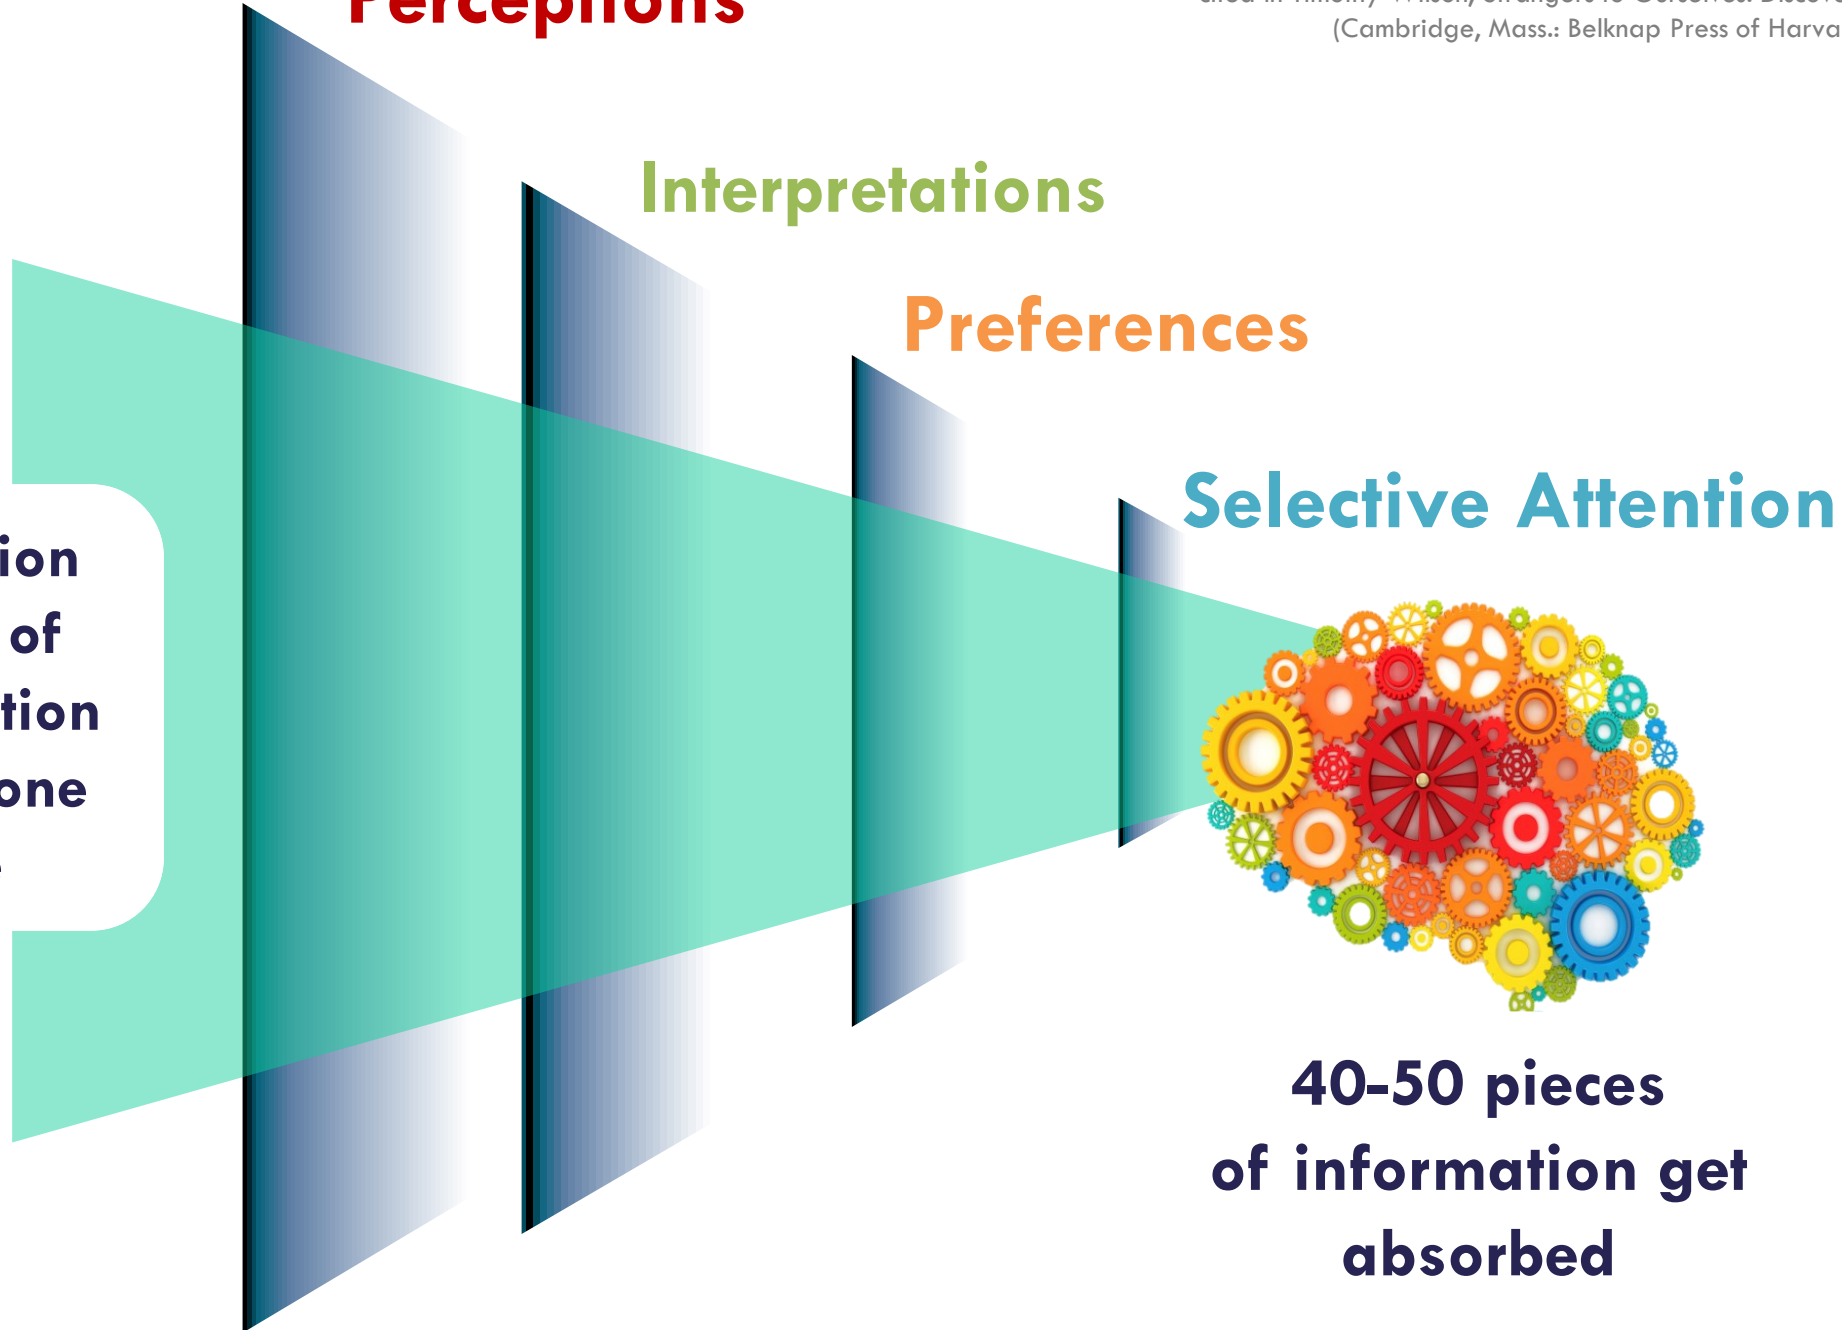 Perceptions
(Cambridge, Mass.: Belknap Press of Harva
Interpretations
Preferences
Selective Attention
ion
of
tion
one
40-50 pieces
of information get
absorbed